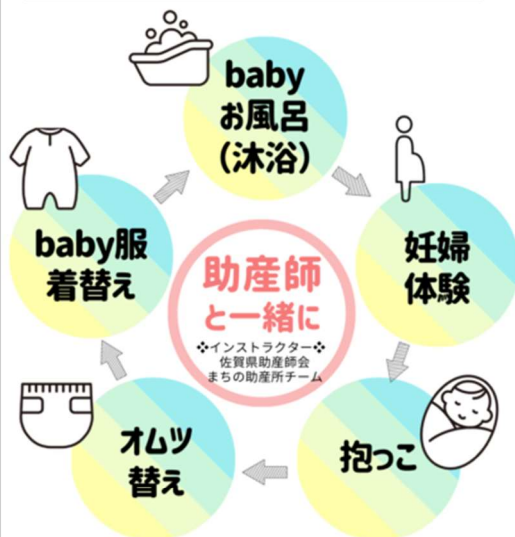 baby
お風呂
(沐浴)
妊婦
体験
抱っこ
オムツ
替え
baby服
着替え
助産師
と一緒に
❖インストラクター❖
佐賀県助産師会
まちの助産所チーム